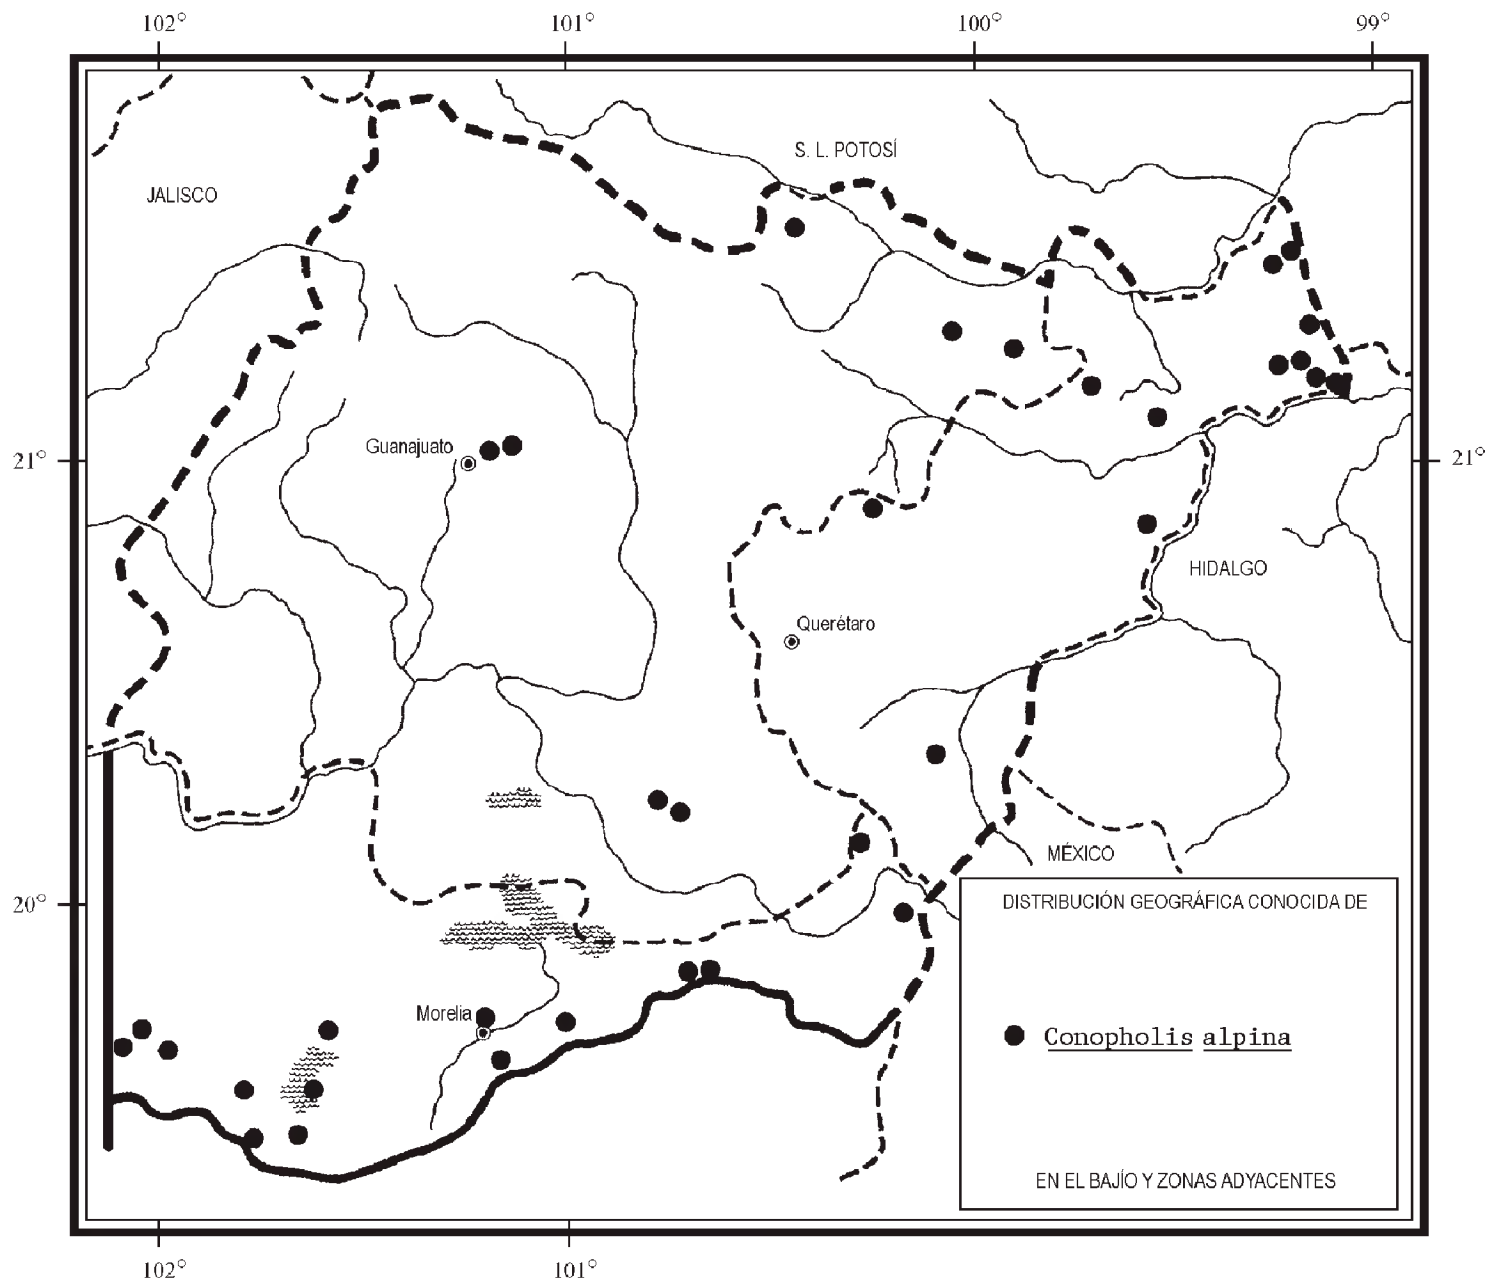 102° 101° 100° 99°
S. L. POTOSÍ
JALISCO
Guanajuato
21° 21°
HIDALGO
Querétaro
MÉXICO
20°
DISTRIBUCIÓN GEOGRÁFICA CONOCIDA DE
Morelia
Conopholis alpina
EN EL BAJÍO Y ZONAS ADYACENTES
102° 101°